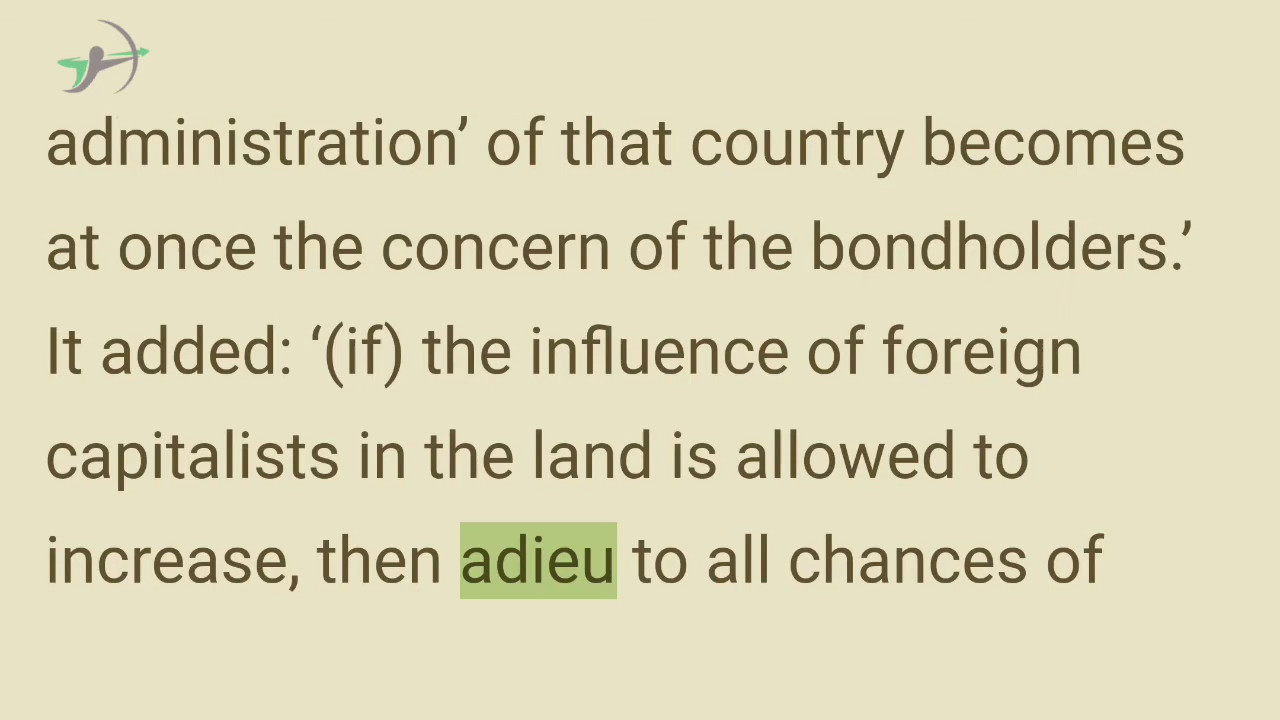 administration’ of that country becomes
at once the concern of the bondholders.’
It added: ‘(if) the influence of foreign
capitalists in the land is allowed to
increase, then adieu to all chances of